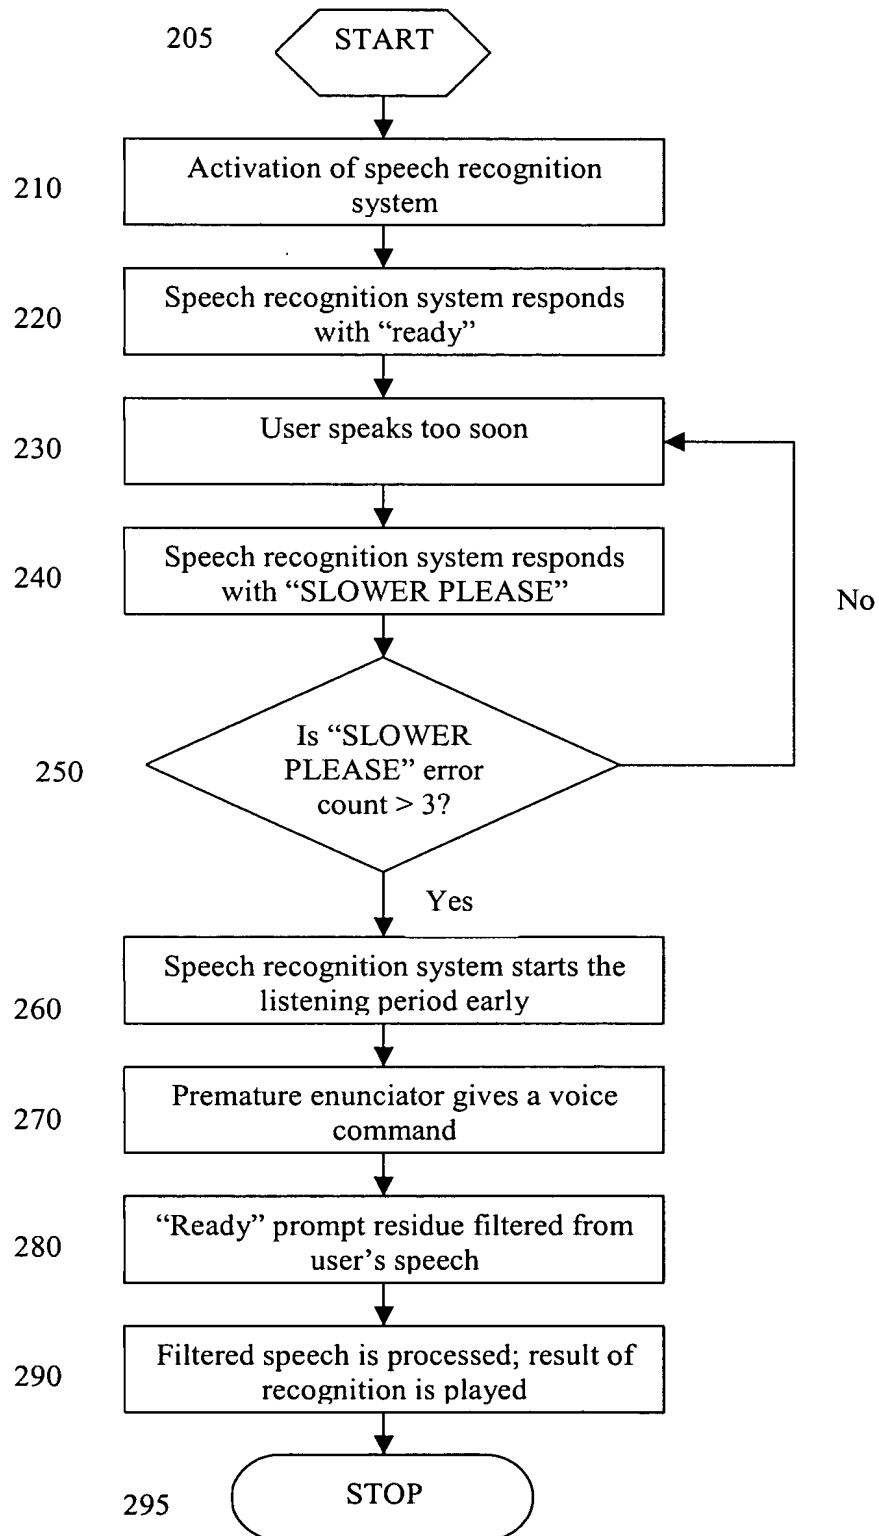 205
START
210
Activation of speech recognition
system
220
Speech recognition system responds
with “ready”
230
User speaks too soon
240
Speech recognition system responds
with “SLOWER PLEASE”
No
250
Is “SLOWER
PLEASE” error
count > 3?
Yes
260
Speech recognition system starts the
listening period early
270
Premature enunciator gives a voice
command
280
“Ready” prompt residue filtered from
user’s speech
290
Filtered speech is processed; result of
recognition is played
295
STOP